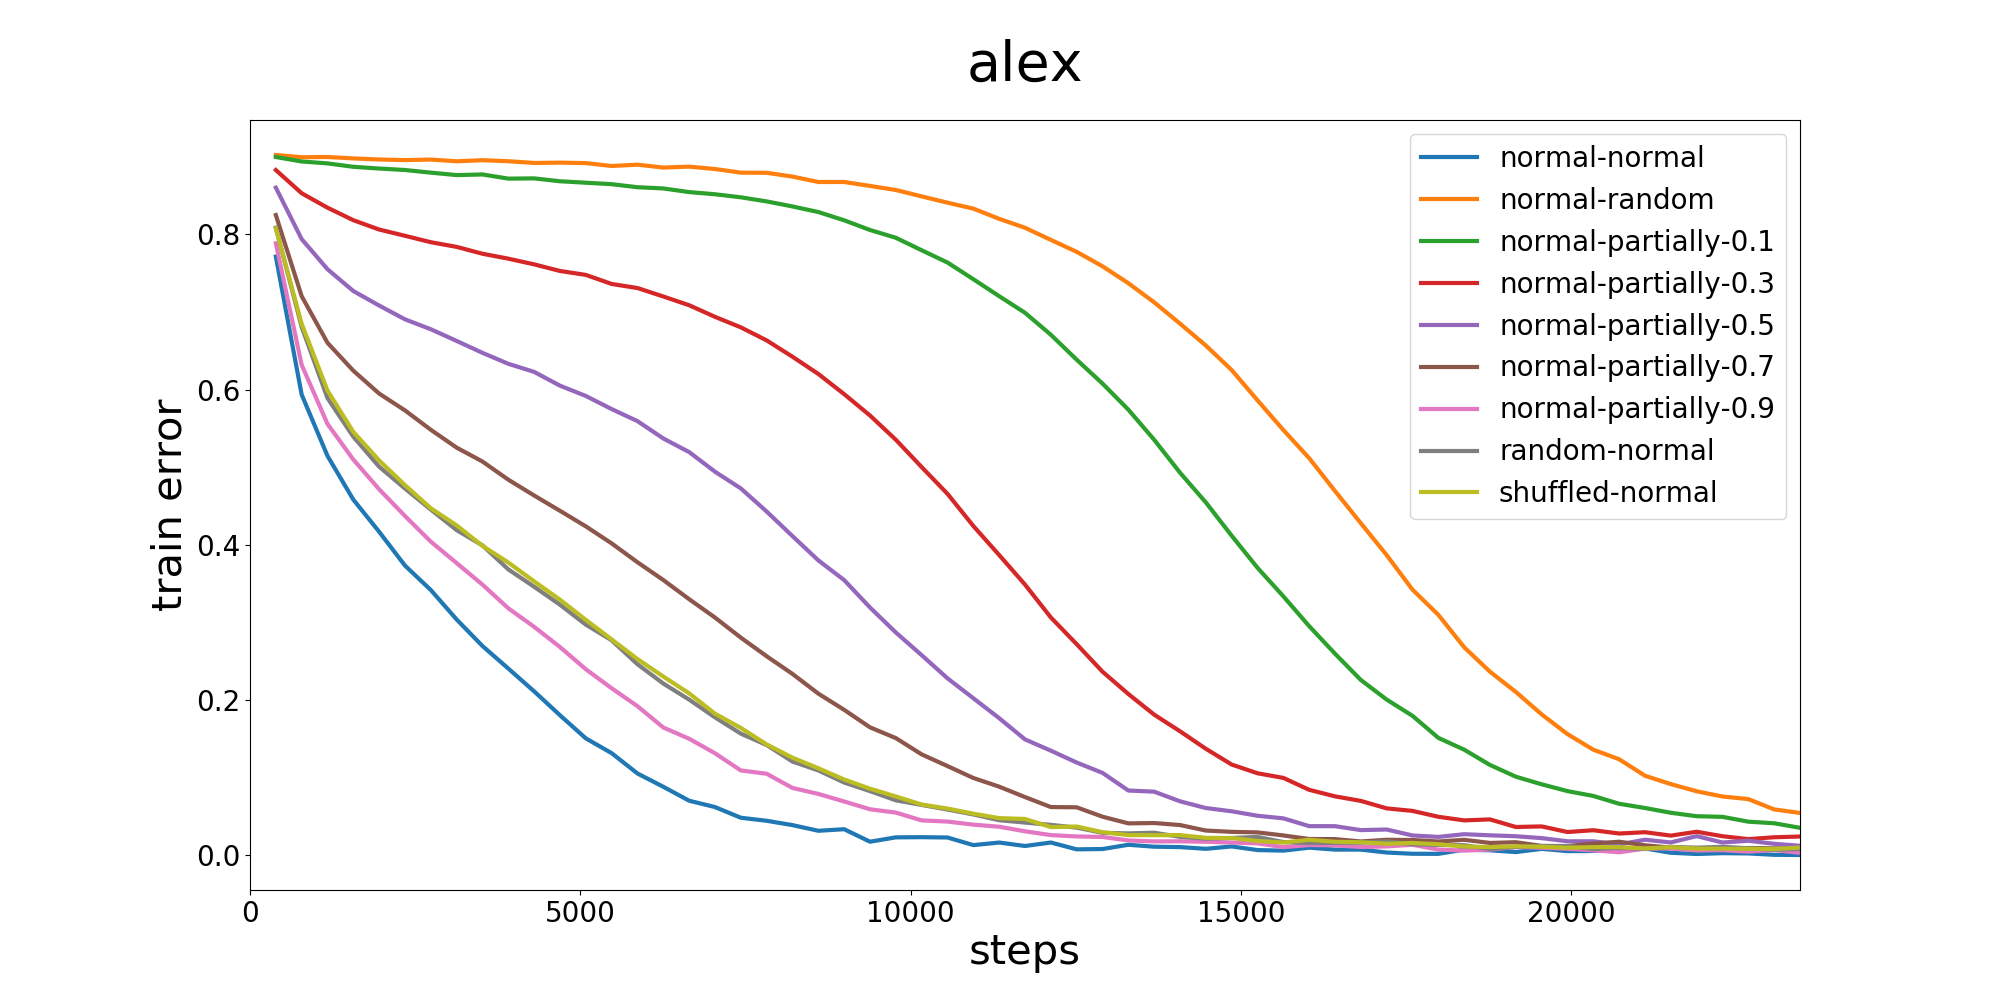 alex
normal-normal
normal-random
normal-partially-0.1
normal-partially-0.3
normal-partially-0.5
normal-partially-0.7
normal-partially-0.9
random-normal
shuffled-normal
train error
0.8
0.6
0.4
0.2
0.0
0
5000
10000
15000
20000
steps